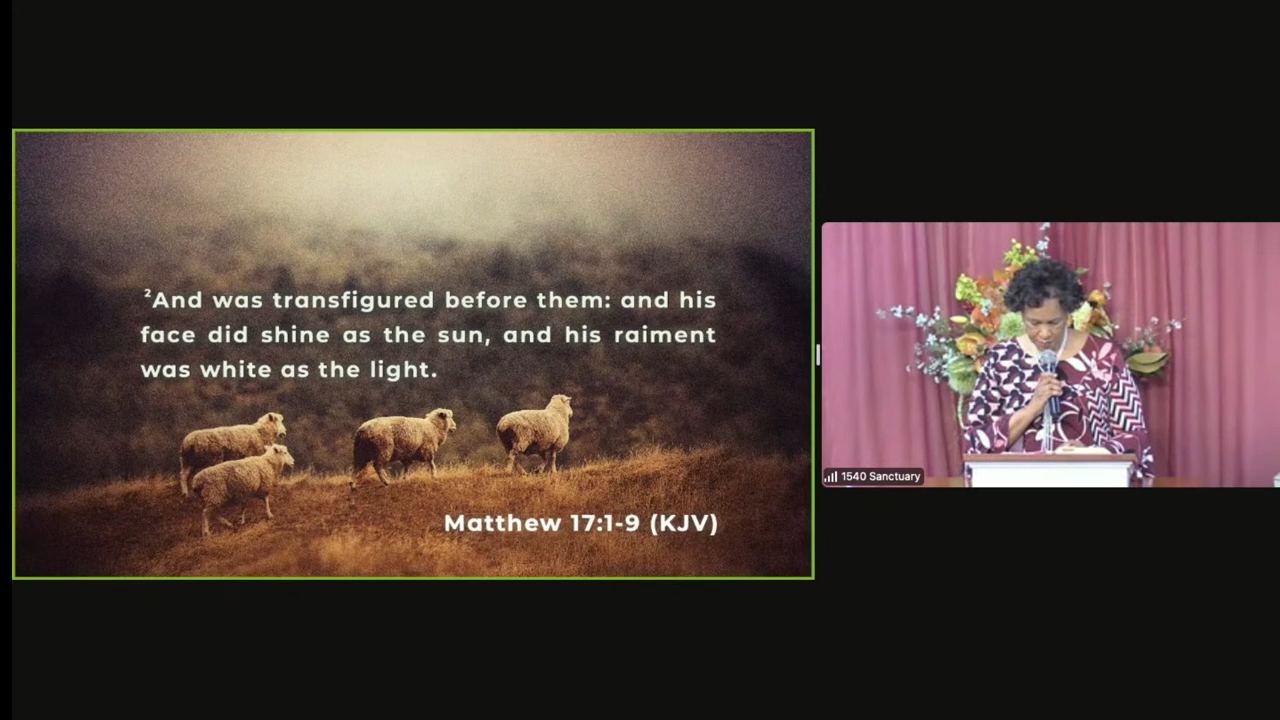 ²And was transfigured before them: and his
face did shine as the sun, and his raiment
was white as the light.
Matthew 17:1-9 (KJV)
1540 Sanctuary